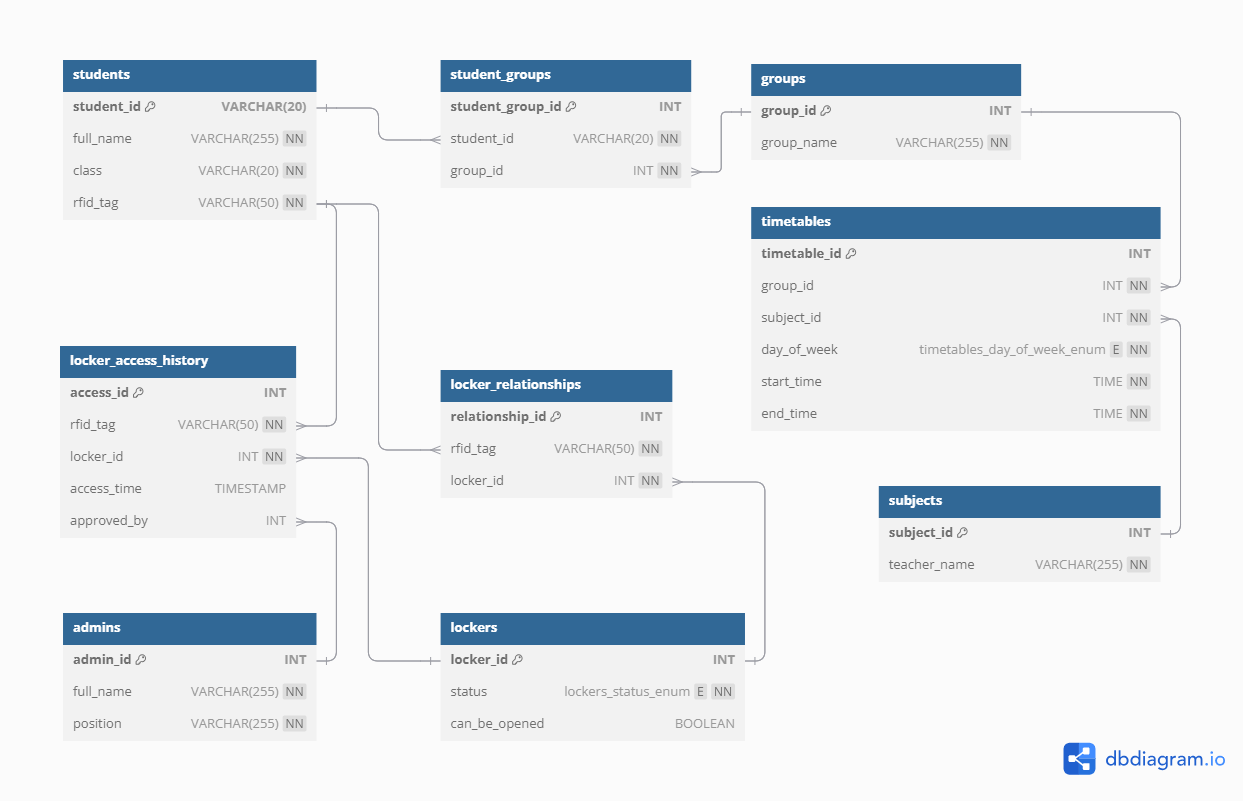 students
student_id VARCHAR(20)
full_name VARCHAR(255) NN
class VARCHAR(20) NN
rfid_tag VARCHAR(50) NN
student_groups
student_group_id INT
student_id VARCHAR(20) NN
group_id INT NN
groups
group_id INT
group_name VARCHAR(255) NN
timetables
timetable_id INT
group_id INT NN
subject_id INT NN
day_of_week timetables_day_of_week_enum E NN
start_time TIME NN
end_time TIME NN
locker_access_history
access_id INT
rfid_tag VARCHAR(50) NN
locker_id INT NN
access_time TIMESTAMP
approved_by INT
locker_relationships
relationship_id INT
rfid_tag VARCHAR(50) NN
locker_id INT NN
subjects
subject_id INT
teacher_name VARCHAR(255) NN
admins
admin_id INT
full_name VARCHAR(255) NN
position VARCHAR(255) NN
lockers
locker_id INT
status lockers_status_enum E NN
can_be_opened BOOLEAN
dbdiagram.io